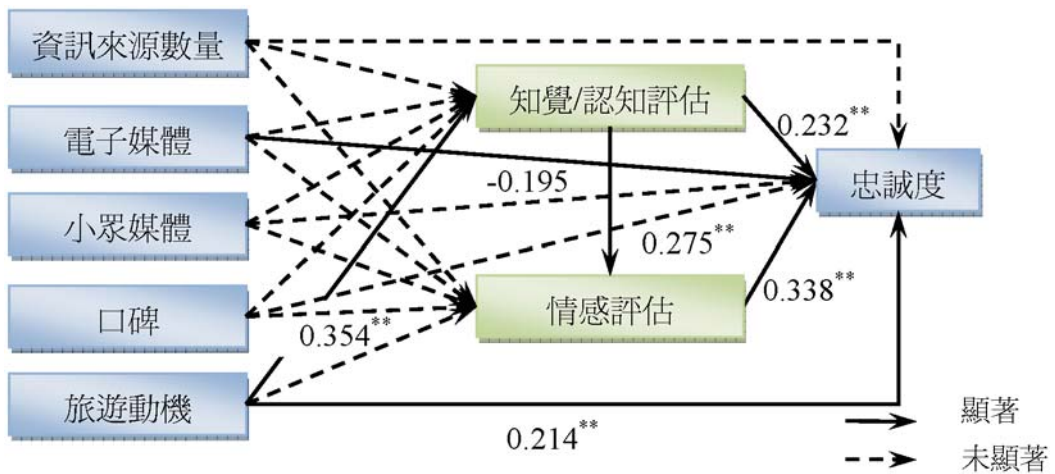 資訊來源數量
知覺/認知評估
0.232**
電子媒體
忠誠度
-0.195
小眾媒體
0.275**
口碑
情感評估
0.338**
0.354**
旅遊動機
顯著
0.214**
未顯著